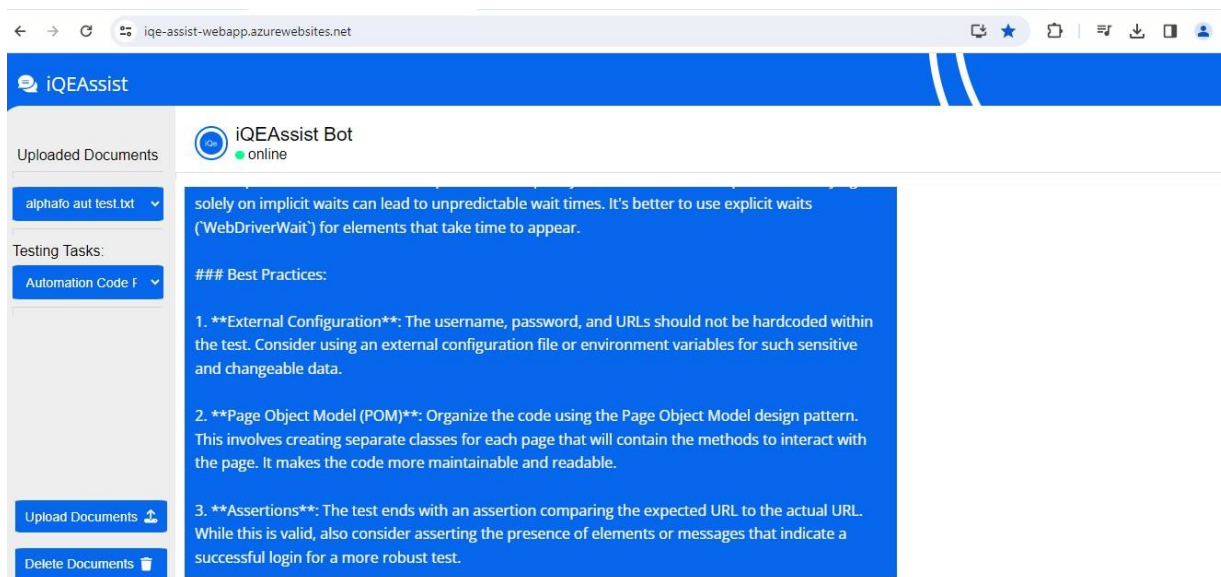 iqe-assist-webapp.azurewebsites.net
iQEAssist
Uploaded Documents
alphafo aut test.txt
Testing Tasks:
Automation Code
Upload Documents
Delete Documents
iQe
iQEAssist Bot
online
solely on implicit waits can lead to unpredictable wait times. It's better to use explicit waits
(`WebDriverWait`) for elements that take time to appear.
### Best Practices:
1. **External Configuration**: The username, password, and URLs should not be hardcoded within
the test. Consider using an external configuration file or environment variables for such sensitive
and changeable data.
2. **Page Object Model (POM)**: Organize the code using the Page Object Model design pattern.
This involves creating separate classes for each page that will contain the methods to interact with
the page. It makes the code more maintainable and readable.
3. **Assertions**: The test ends with an assertion comparing the expected URL to the actual URL.
While this is valid, also consider asserting the presence of elements or messages that indicate a
successful login for a more robust test.